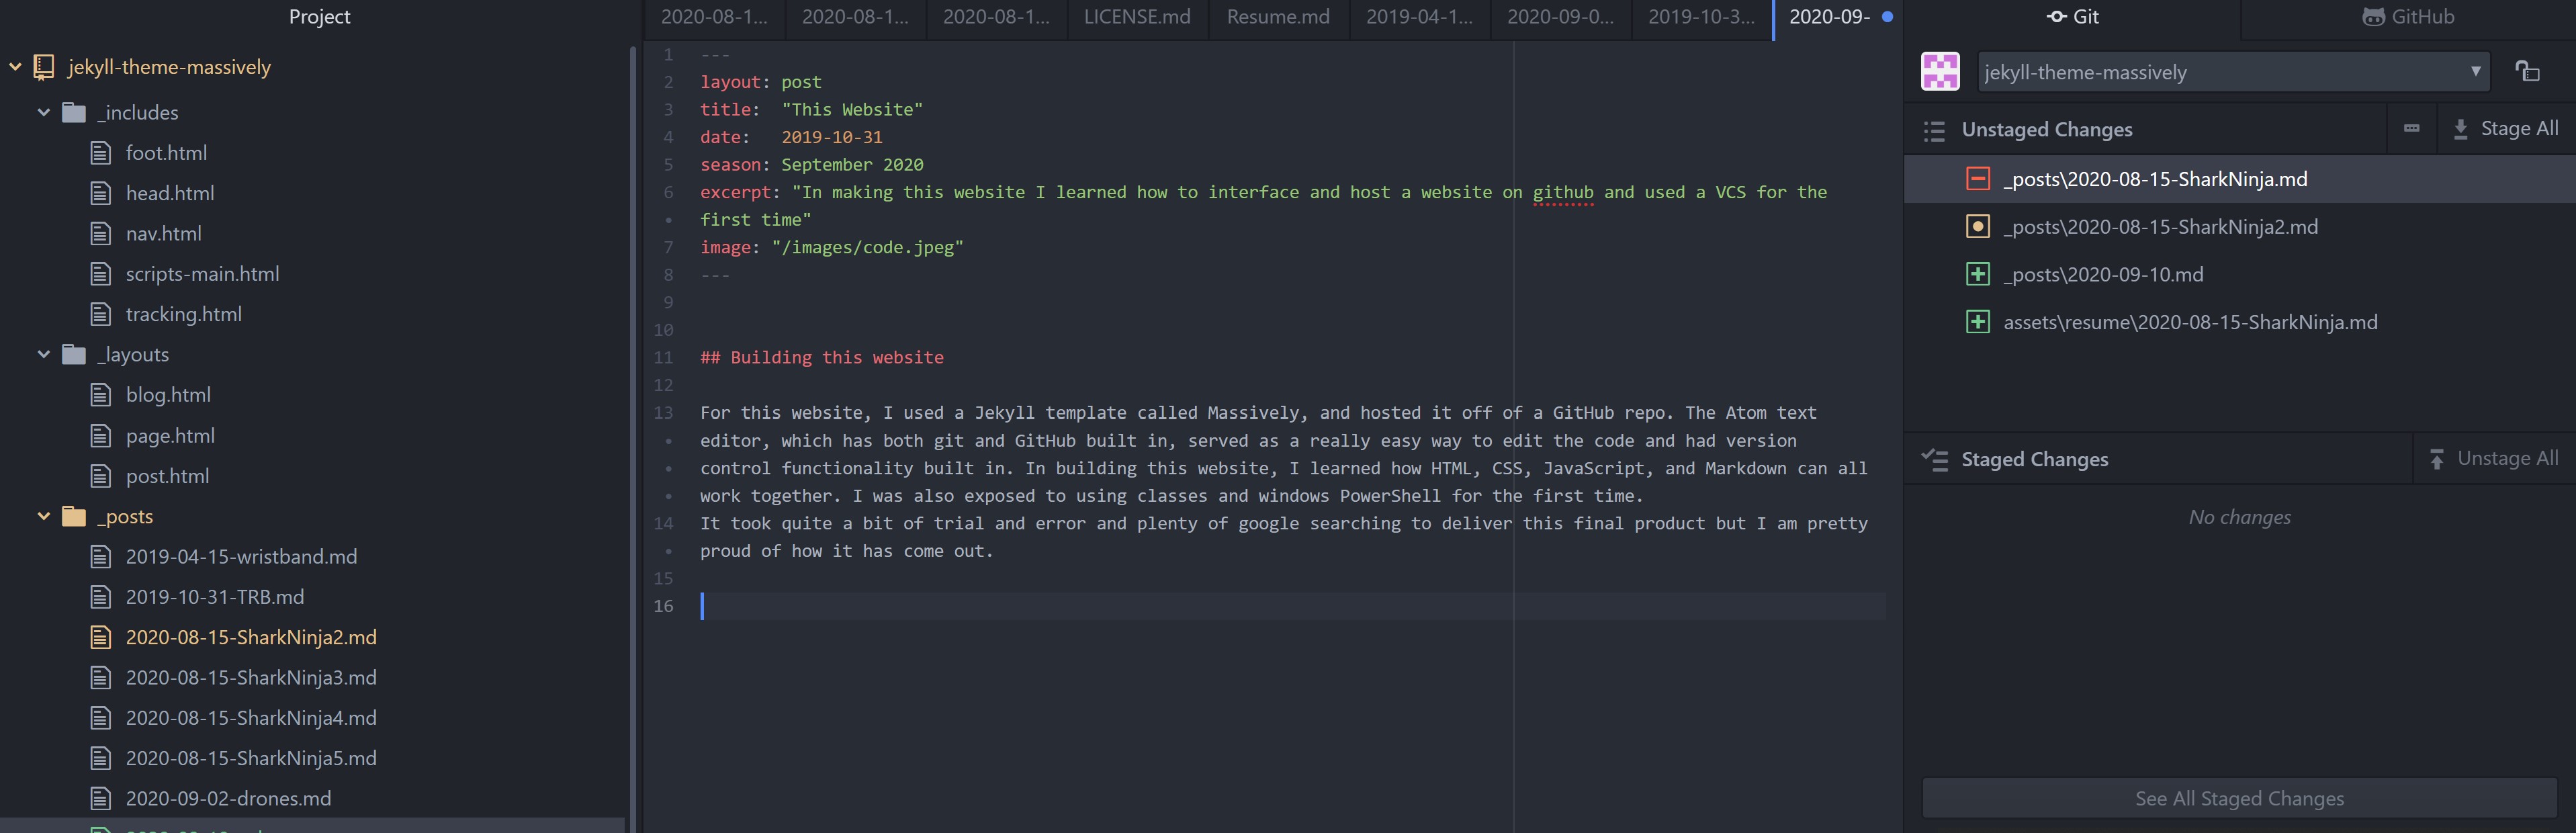 Project
jekyll-theme-massively
_includes
foot.html
head.html
nav.html
scripts-main.html
tracking.html
_layouts
blog.html
page.html
post.html
_posts
2019-04-15-wristband.md
2019-10-31-TRB.md
2020-08-15-SharkNinja2.md
2020-08-15-SharkNinja3.md
2020-08-15-SharkNinja4.md
2020-08-15-SharkNinja5.md
2020-09-02-drones.md
2020-08-1... 2020-08-1... 2020-08-1... LICENSE.md Resume.md 2019-04-1... 2020-09-0... 2019-10-3... 2020-09-
1 ---
2 layout: post
3 title: "This Website"
4 date: 2019-10-31
5 season: September 2020
6 excerpt: "In making this website I learned how to interface and host a website on github and used a VCS for the
• first time"
7 image: "/images/code.jpeg"
8 ---
9
10
11 ## Building this website
12
13 For this website, I used a Jekyll template called Massively, and hosted it off of a GitHub repo. The Atom text
• editor, which has both git and GitHub built in, served as a really easy way to edit the code and had version
• control functionality built in. In building this website, I learned how HTML, CSS, JavaScript, and Markdown can all
• work together. I was also exposed to using classes and windows PowerShell for the first time.
14 It took quite a bit of trial and error and plenty of google searching to deliver this final product but I am pretty
• proud of how it has come out.
15
16
Git GitHub
jekyll-theme-massively
Unstaged Changes Stage All
_posts\2020-08-15-SharkNinja.md
_posts\2020-08-15-SharkNinja2.md
_posts\2020-09-10.md
assets\resume\2020-08-15-SharkNinja.md
Staged Changes Unstage All
No changes
See All Staged Changes